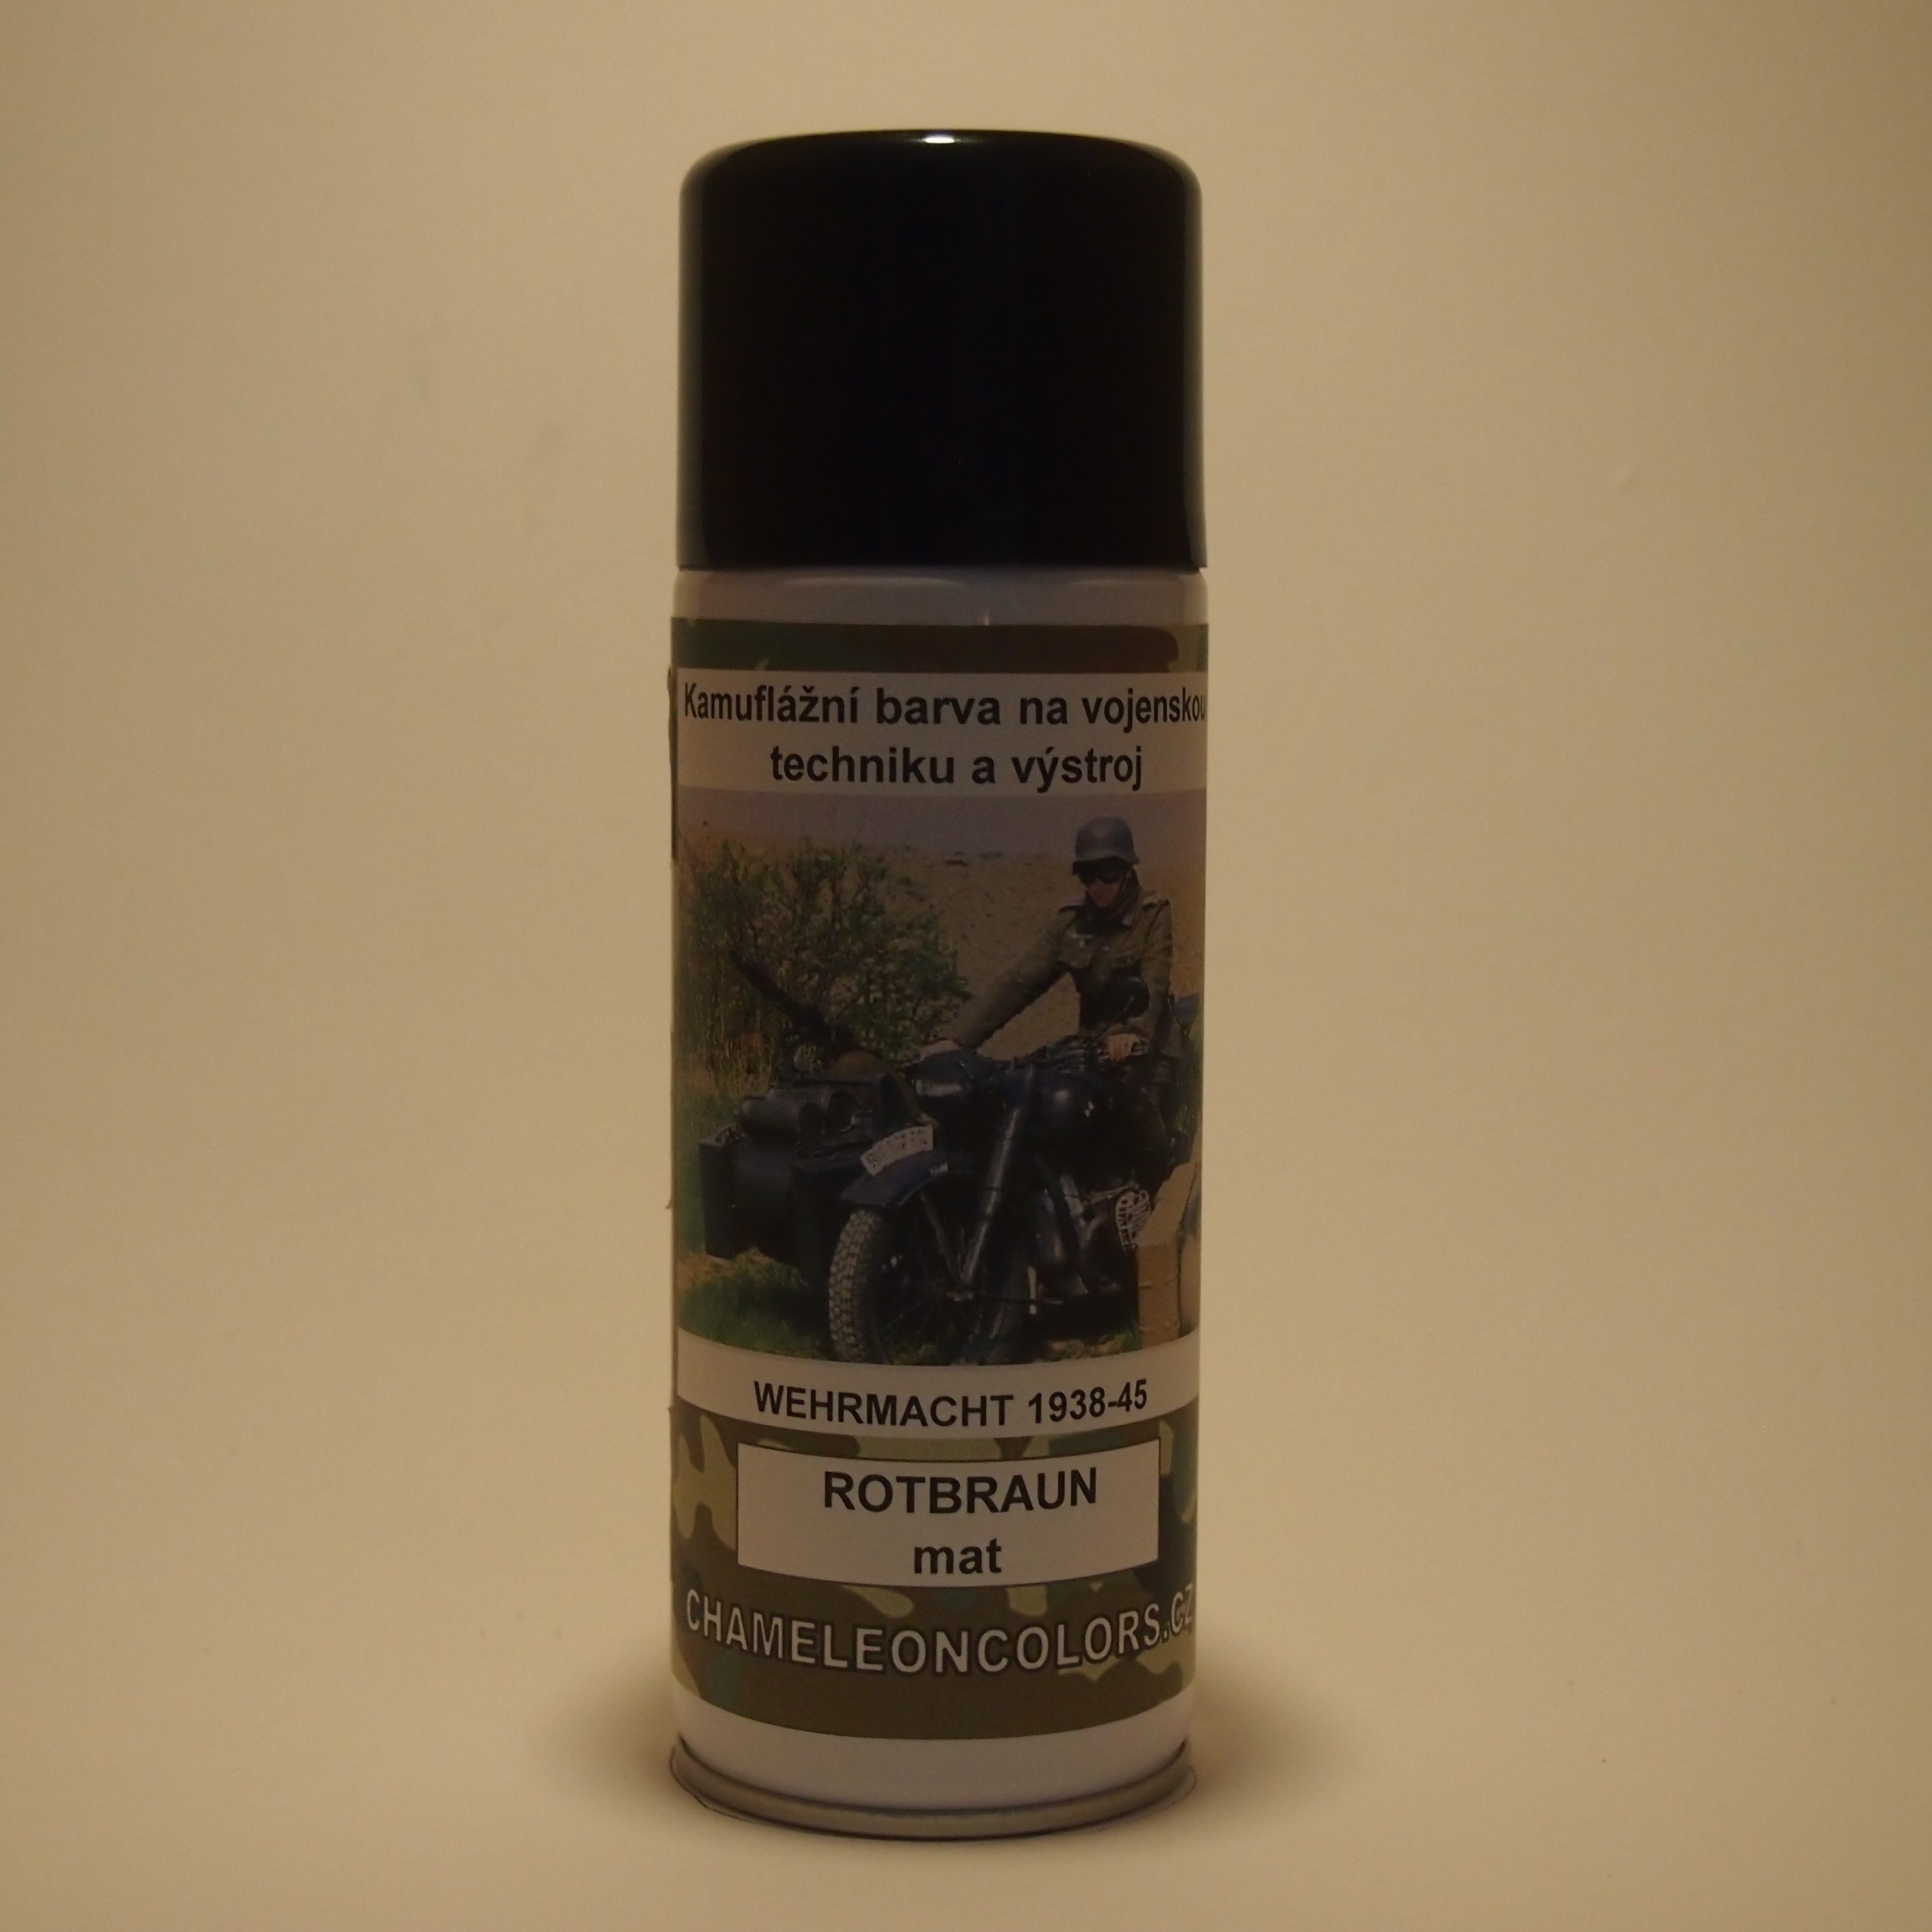 Kamuflážní barva na vojenskou
techniku a výstroj
WEHRMACHT 1938-45
ROTBRAUN
mat
CHAMELEONCOLORS.CZ